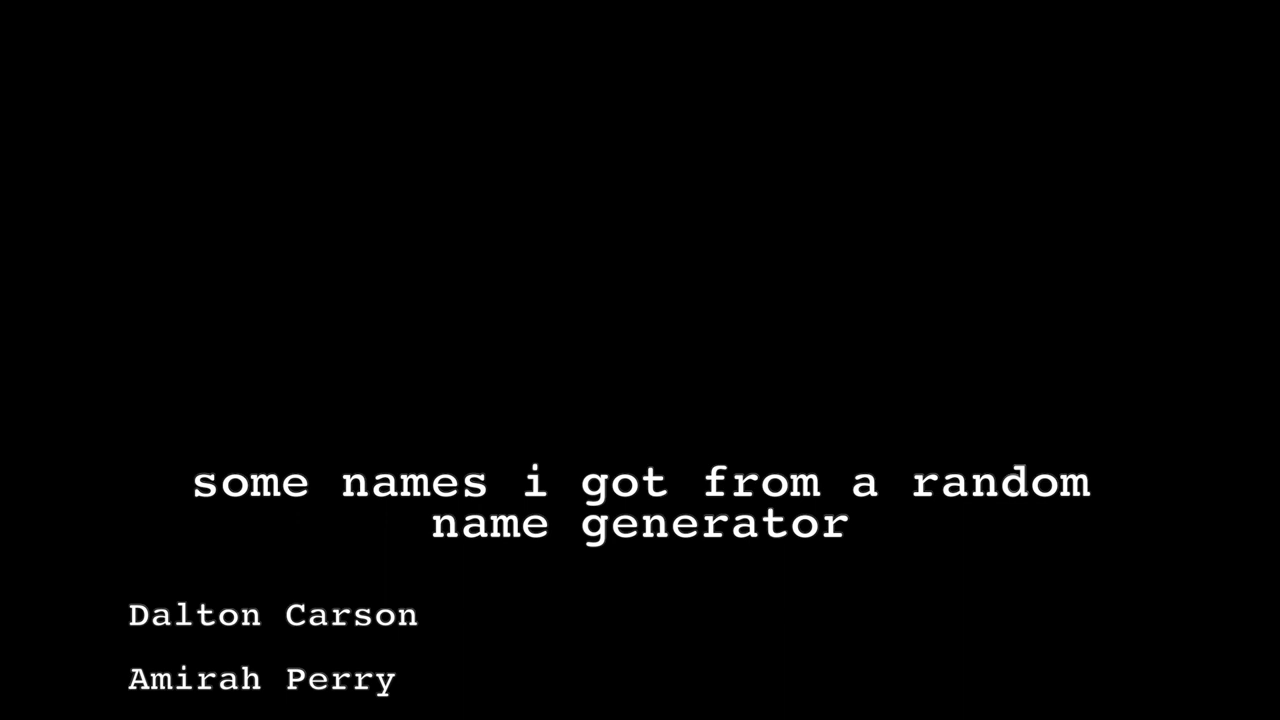 some names i got from a random
name generator
Dalton Carson
Amirah Perry